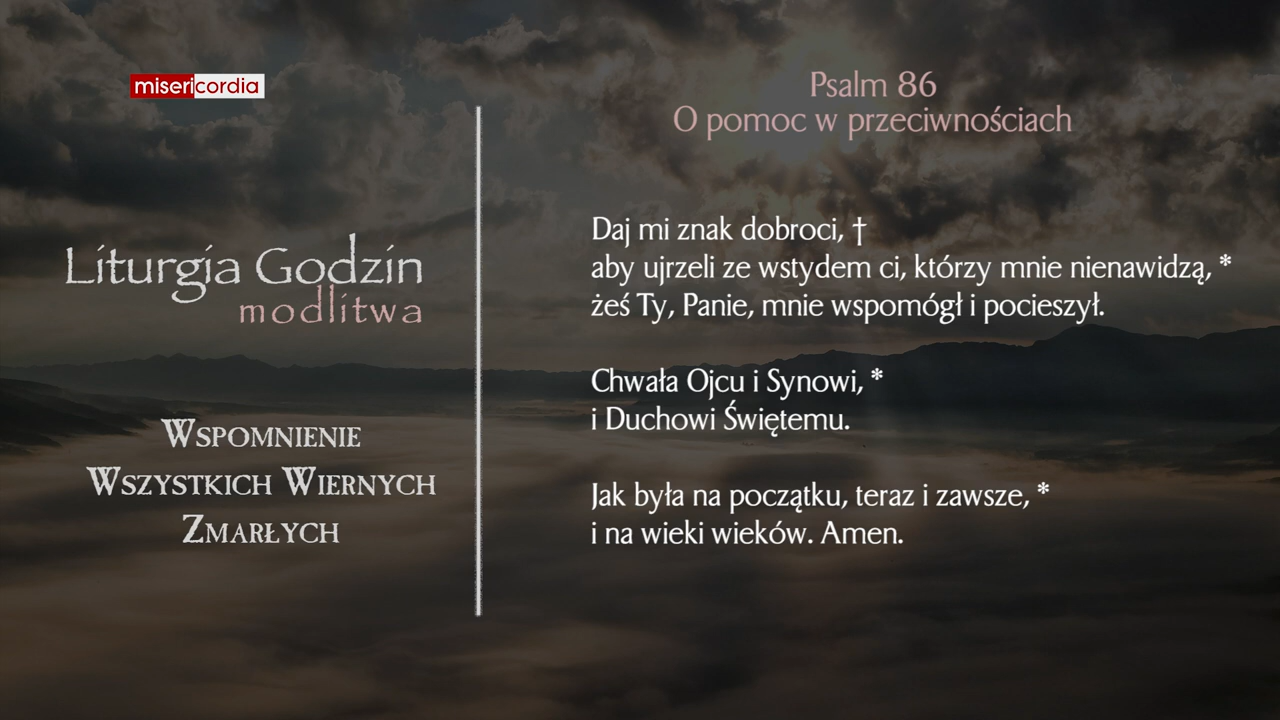 misericordia
Liturgia Godzin
modlitwa
Wspomnienie
Wszystkich Wiernych
Zmarłych
Psalm 86
O pomoc w przeciwnościach
Daj mi znak dobroci, †
aby ujrzeli ze wstydem ci, którzy mnie nienawidzą, *
żeś Ty, Panie, mnie wspomógł i pocieszył.
Chwała Ojcu i Synowi, *
i Duchowi Świętemu.
Jak była na początku, teraz i zawsze, *
i na wieki wieków. Amen.